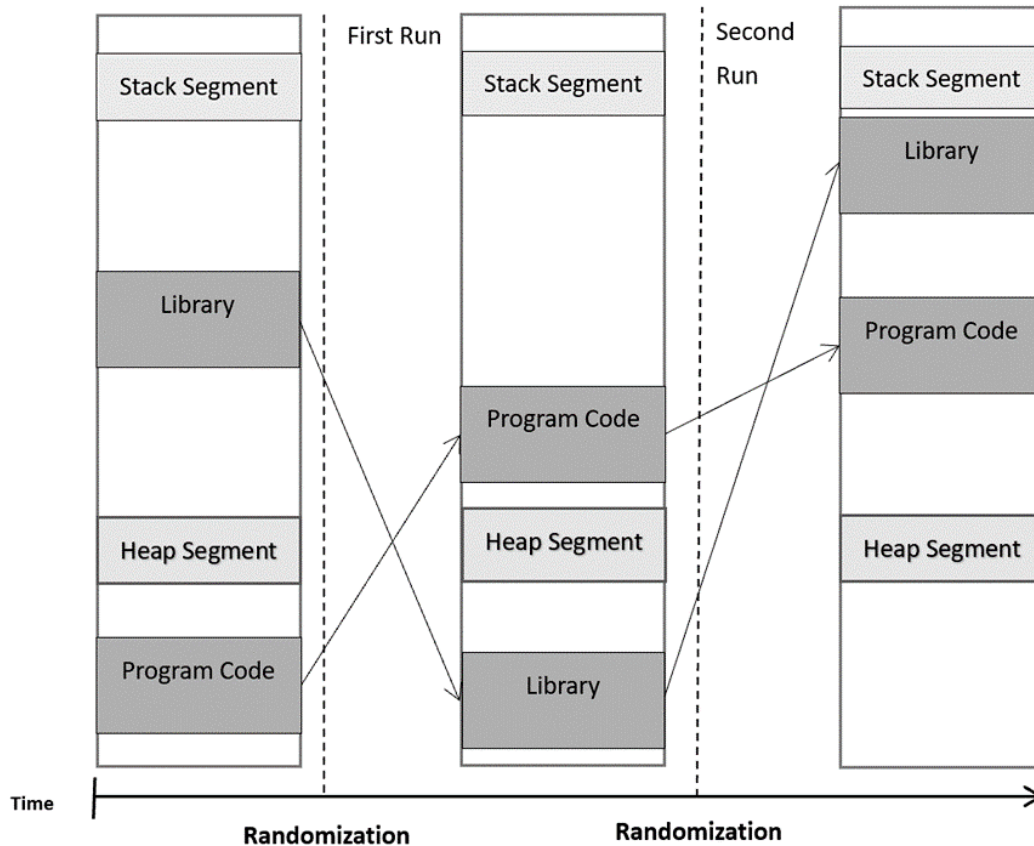 Stack Segment
Library
Heap Segment
Program Code
First Run
Stack Segment
Program Code
Heap Segment
Library
Second
Run
Stack Segment
Library
Program Code
Heap Segment
Time
Randomization
Randomization